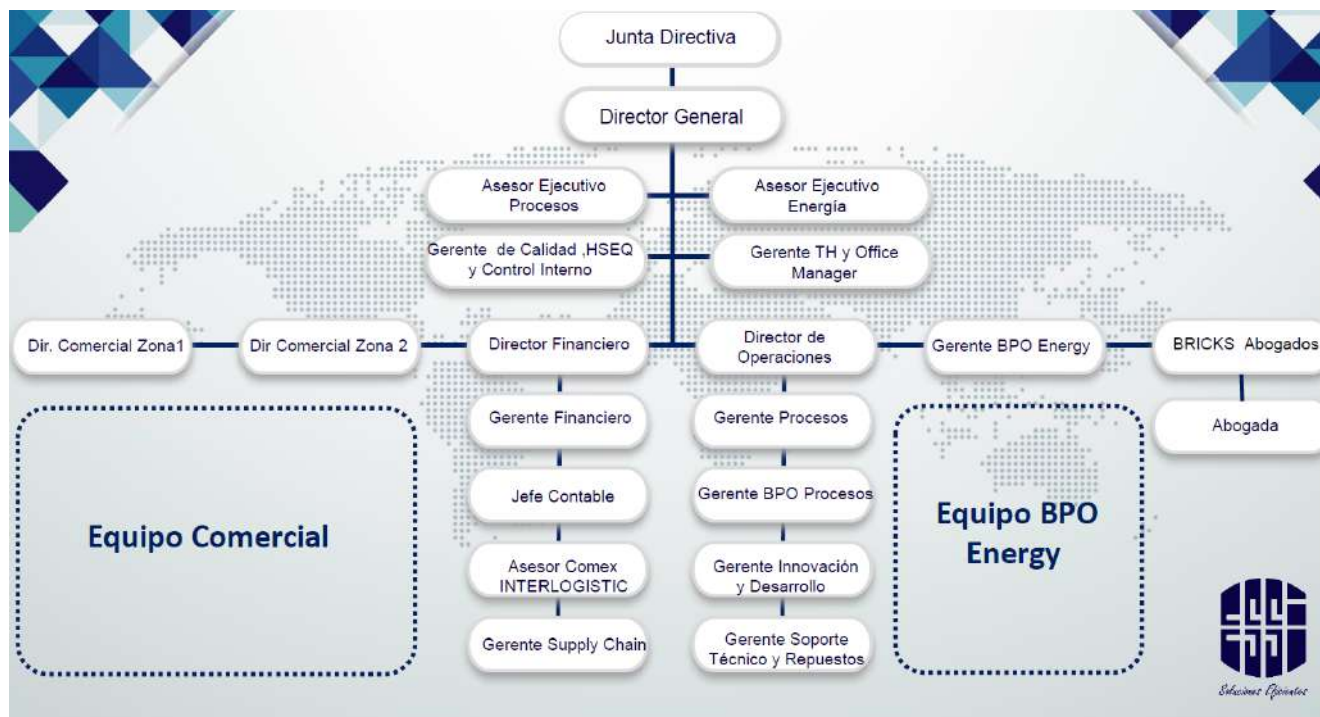 Junta Directiva
Director General
Asesor Ejecutivo
Procesos
Asesor Ejecutivo
Energía
Gerente de Calidad ,HSEQ
y Control Interno
Gerente TH y Office
Manager
Dir. Comercial Zona1
Dir Comercial Zona 2
Director Financiero
Director de
Operaciones
Gerente BPO Energy
BRICKS Abogados
Gerente Financiero
Gerente Procesos
Abogada
Jefe Contable
Gerente BPO Procesos
Equipo Comercial
Equipo BPO
Energy
Asesor Comex
INTERLOGISTIC
Gerente Innovación
y Desarrollo
Gerente Supply Chain
Gerente Soporte
Técnico y Repuestos
Soluciones Eficientes